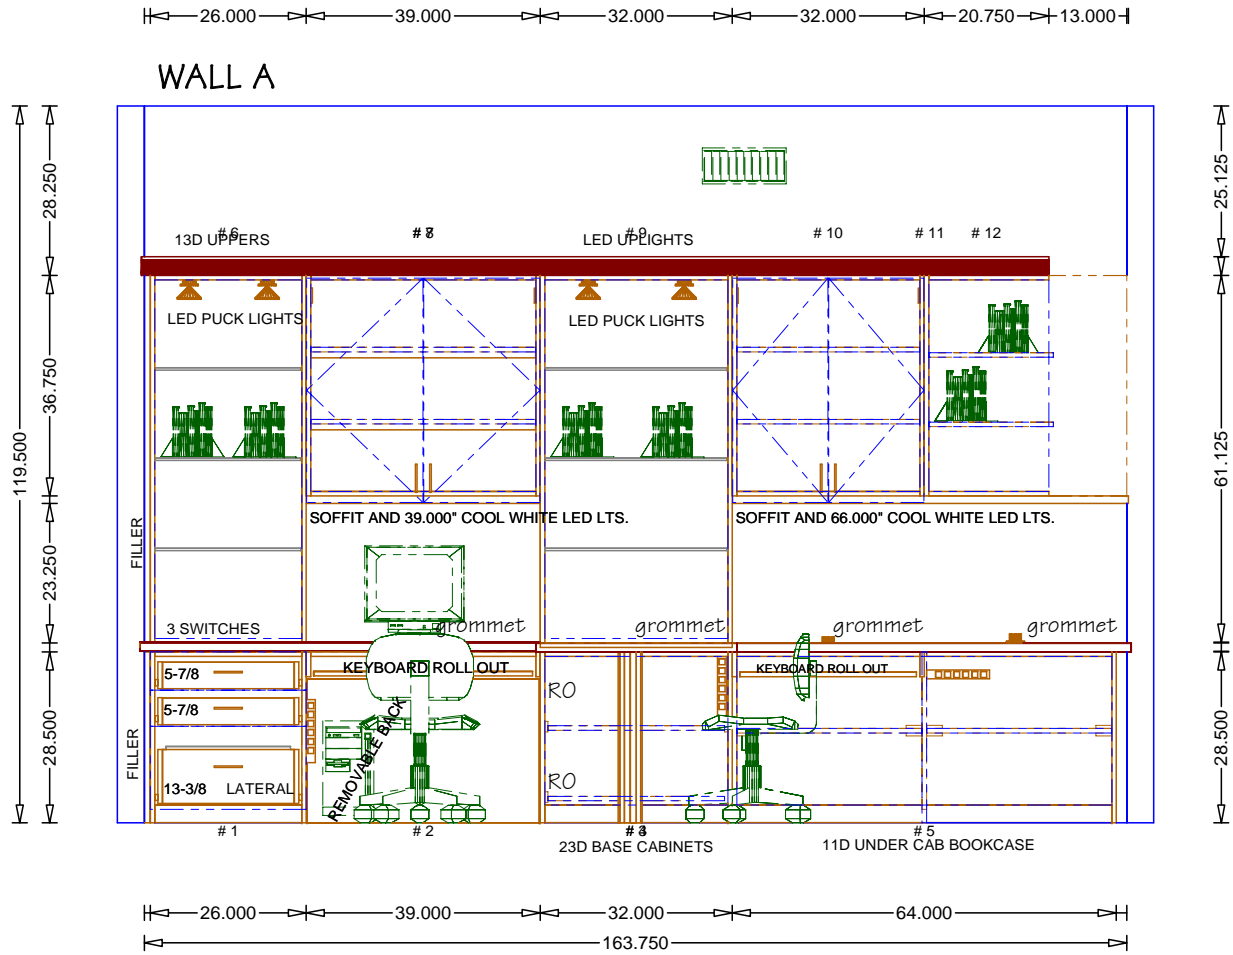 26.000 39.000 32.000 32.000 20.750 13.000
WALL A
119.500
28.250
36.750
23.250
28.500
25.125
61.125
28.500
# 6 # 8 # 9 # 10 # 11 # 12
13D UPPERS LED UPLIGHTS
LED PUCK LIGHTS LED PUCK LIGHTS
SOFFIT AND 39.000" COOL WHITE LED LTS. SOFFIT AND 66.000" COOL WHITE LED LTS.
FILLER
3 SWITCHES grommet grommet grommet grommet
5-7/8 KEYBOARD ROLL OUT KEYBOARD ROLL OUT
RO
5-7/8
FILLER
REMOVABLE BACK
13-3/8 LATERAL RO
# 1 # 2 # 3 # 5
23D BASE CABINETS 11D UNDER CAB BOOKCASE
26.000 39.000 32.000 64.000
163.750